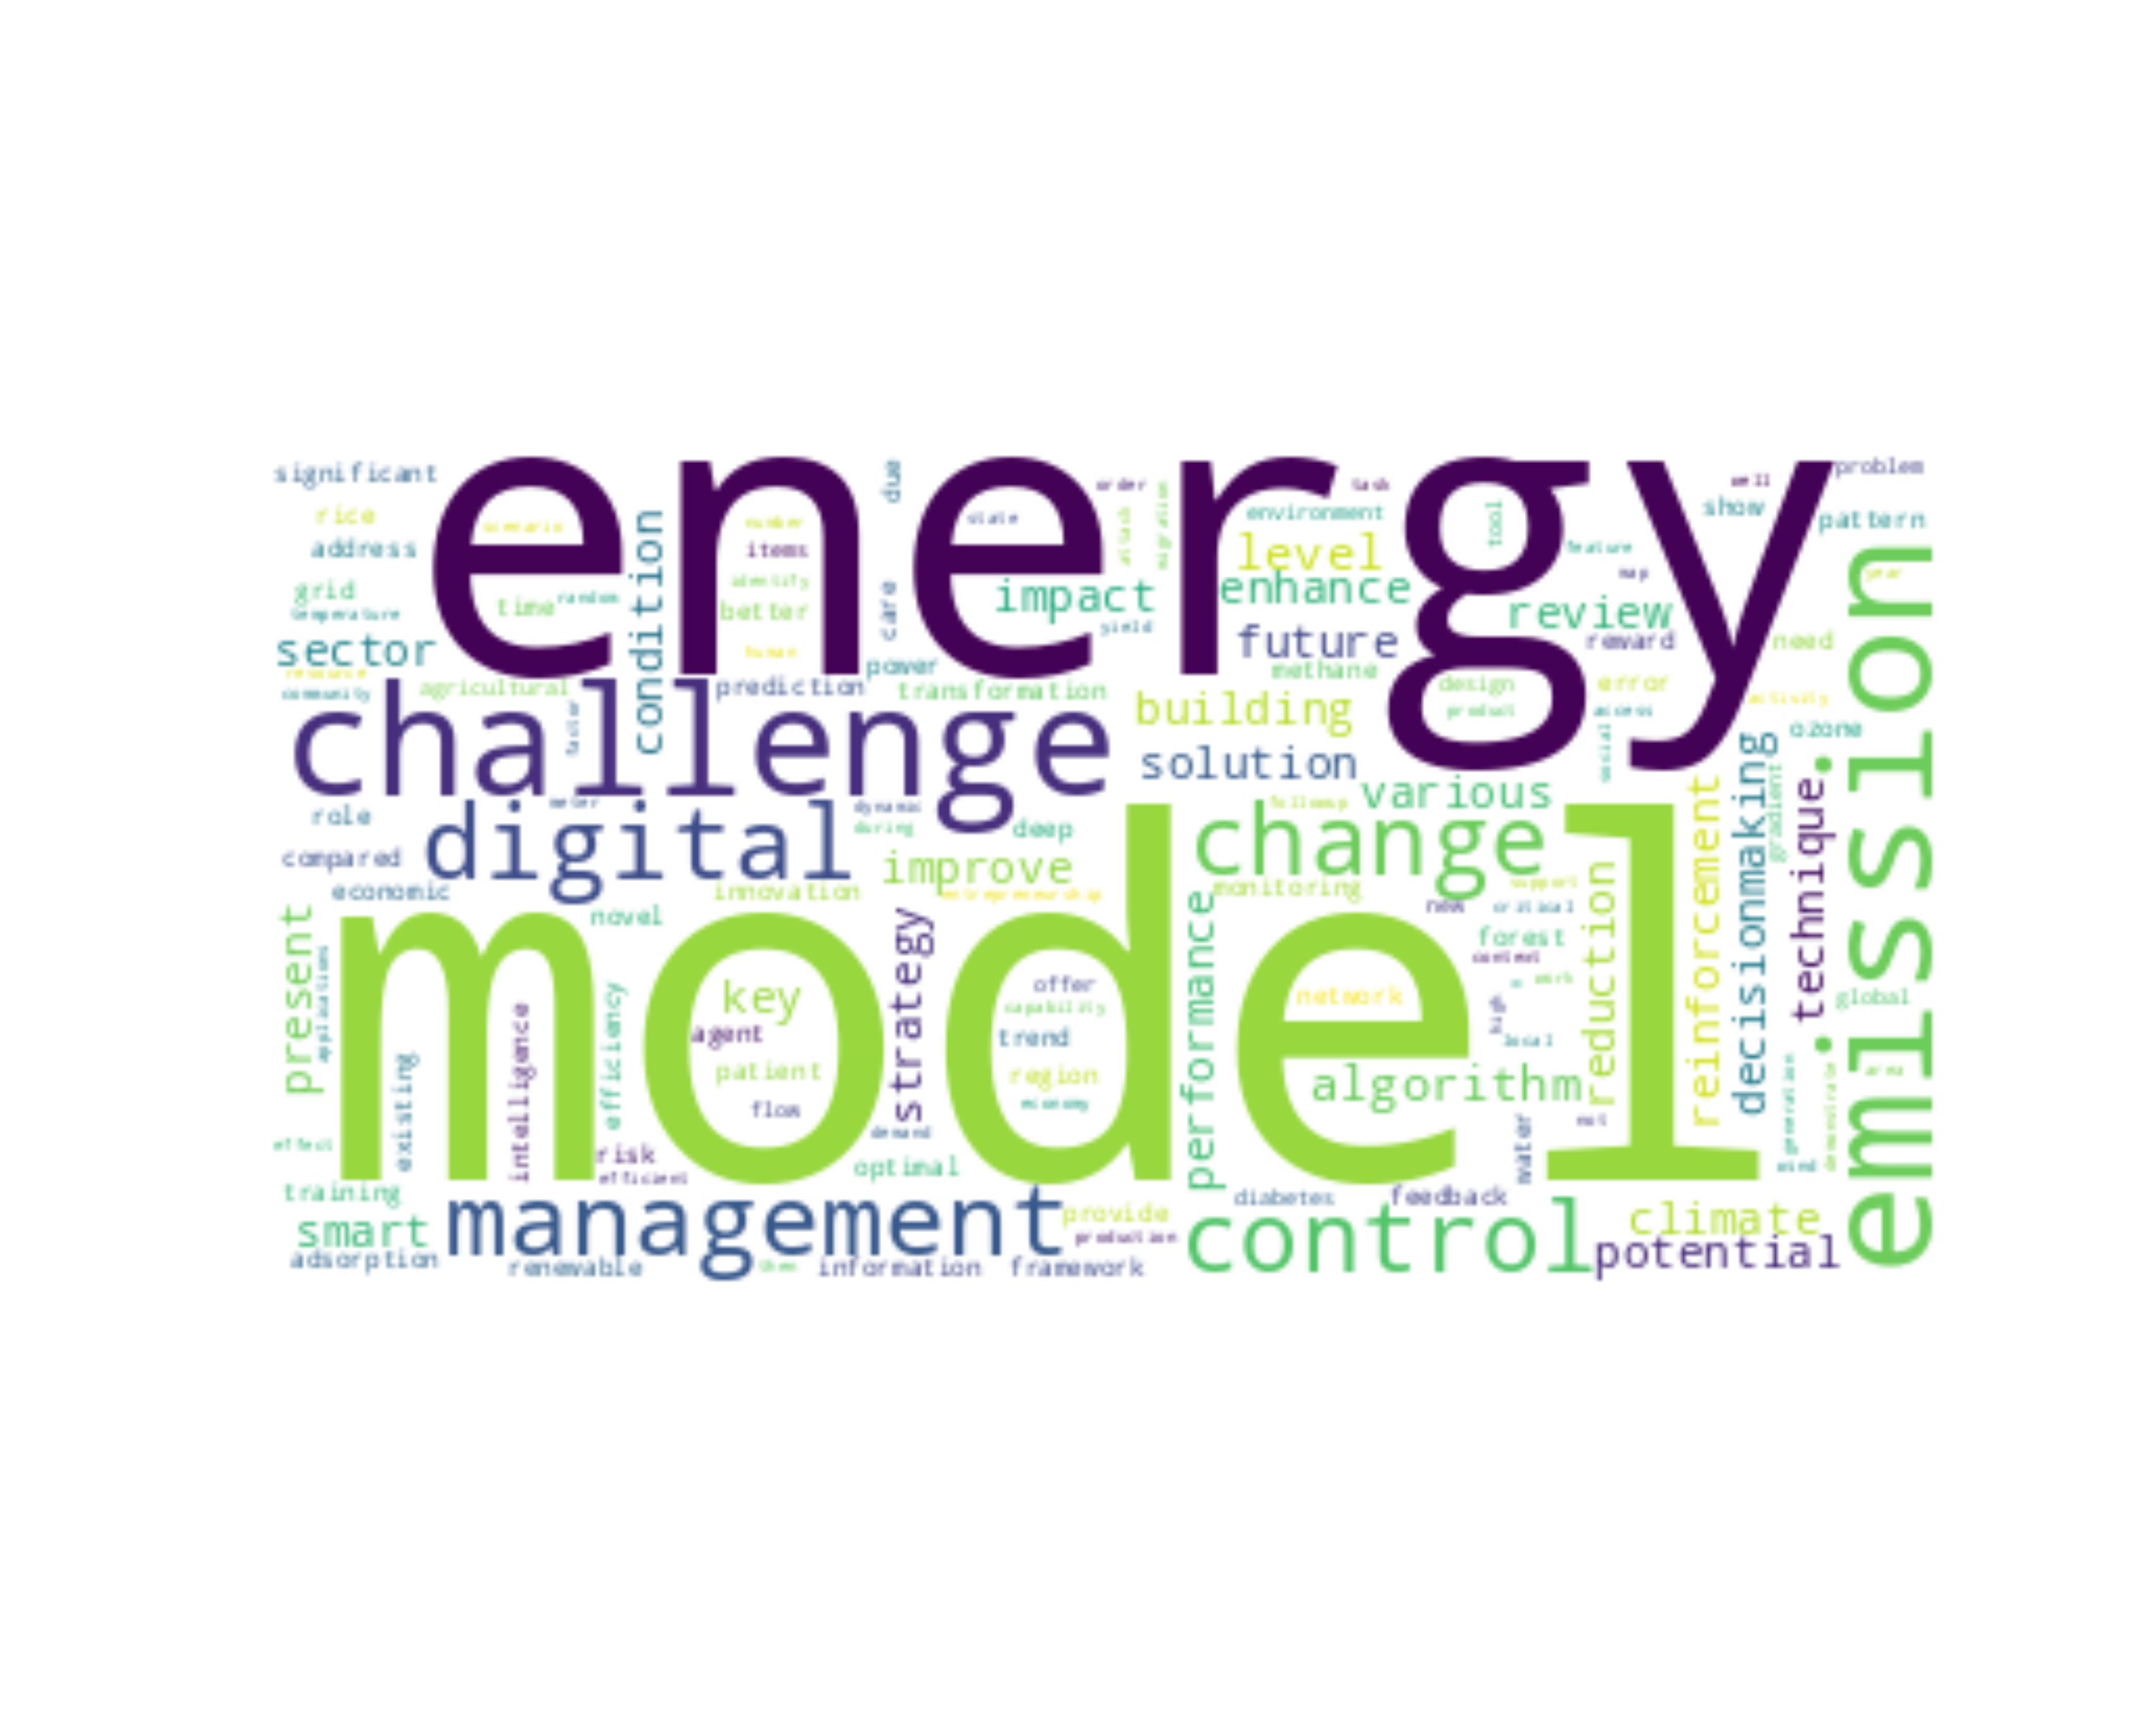 energy
significant
due
order
migration
task
well
problem
rice
scenario
number
state
environment
tool
show
pattern
address
condition
items
attack
level
feature
map
year
grid
identify
impact
enhance
temperature
time
random
better
care
yield
review
sector
human
power
future
reward
need
resource
methane
community
agricultural
prediction
transformation
design
error
activity
challenge
factor
building
product
access
ozone
solution
social
emission
meter
dynamic
followup
various
decisionmaking
gradient
technique
role
digital
during
deep
change
reinforcement
compared
improve
economic
innovation
entrepreneurship
monitoring
support
reduction
present
novel
strategy
performance
new
critical
model
forest
applications
context
key
offer
network
work
global
intelligence
efficiency
capability
high
agent
trend
local
existing
patient
region
algorithm
area
generation
demonstrate
flow
economy
water
not
effect
demand
risk
optimal
wind
efficient
training
management
diabetes
feedback
smart
provide
control
climate
production
potential
adsorption
renewable
information
framework